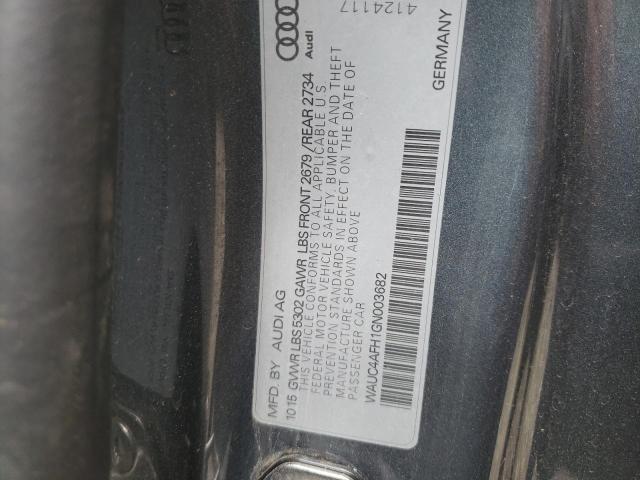 MFD. BY AUDI AG
Audi
10 15 GVWR LBS 5302 GAWR LBS FRONT 2679 / REAR 2734
THIS VEHICLE CONFORMS TO ALL APPLICABLE U.S.
FEDERAL MOTOR VEHICLE SAFETY, BUMPER AND THEFT
PREVENTION STANDARDS IN EFFECT ON THE DATE OF
MANUFACTURE SHOWN ABOVE
PASSENGER CAR
WAUC4AFH1GN003682
4124117
GERMANY